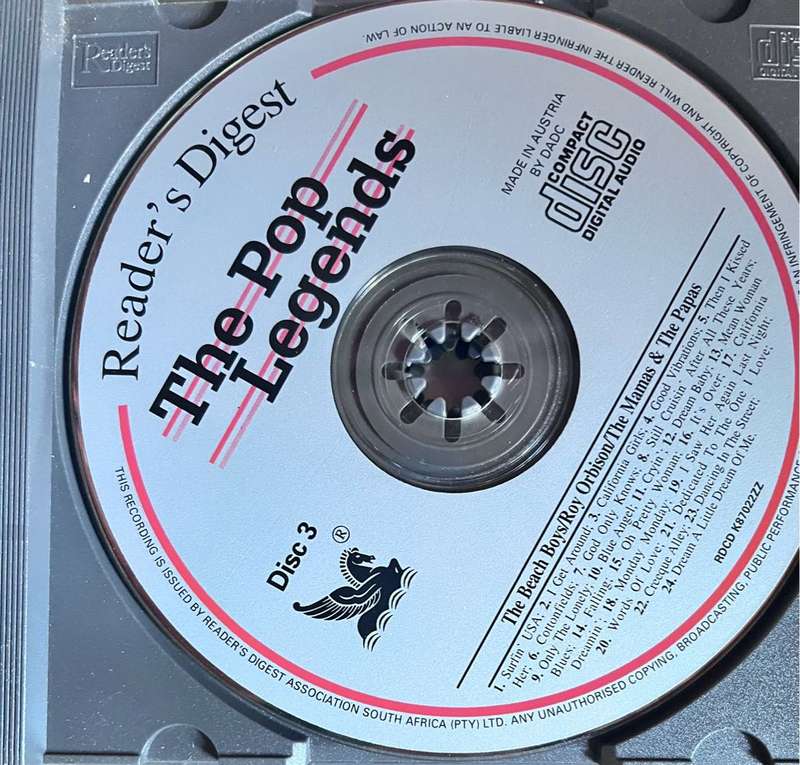 Reader's Digest
DIGITAL
Reader's Digest
The Pop
Legends
MADE IN AUSTRIA
BY DADC
COMPACT
disc
DIGITAL AUDIO
Disc 3
®
The Beach Boys/Roy Orbison/The Mamas & The Papas
1. Surfin' USA; 2. I Get Around; 3. California Girls; 4. Good Vibrations; 5. Then I Kissed
Her; 6. Cottonfields; 7. God Only Knows; 8. Still Cruisin' After All These Years;
9. Only The Lonely; 10. Blue Angel; 11. Cryin'; 12. Dream Baby; 13. Mean Woman
Blues; 14. Falling; 15. Oh Pretty Woman; 16. It's Over; 17. California
Dreamin'; 18. Monday Monday; 19. I Saw Her Again Last Night;
20. Words Of Love; 21. Dedicated To The One I Love;
22. Creeque Alley; 23. Dancing In The Street;
24. Dream A Little Dream Of Me.
RDCD K8702ZZZ
THIS RECORDING IS ISSUED BY READER'S DIGEST ASSOCIATION SOUTH AFRICA (PTY) LTD. ANY UNAUTHORISED COPYING, BROADCASTING, PUBLIC PERFORMANCE
AN INFRINGEMENT OF COPYRIGHT AND WILL RENDER THE INFRINGER LIABLE TO AN ACTION OF LAW.